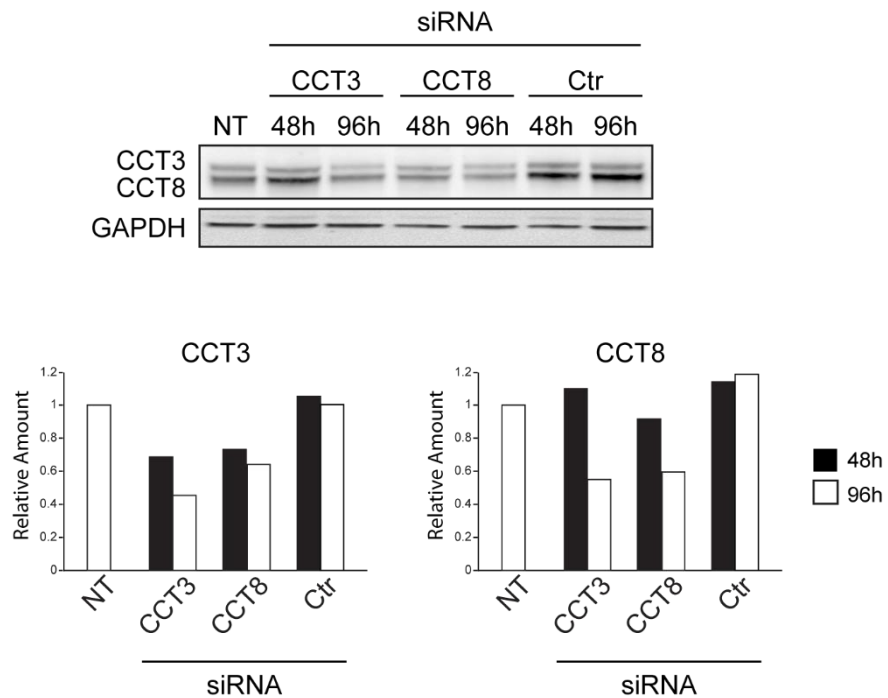 siRNA
CCT3 CCT8 Ctr
NT 48h 96h 48h 96h 48h 96h
CCT3
CCT8
GAPDH
CCT3
Relative Amount
1.2
1
0.8
0.6
0.4
0.2
0
NT CCT3 CCT8 Ctr
siRNA
CCT8
Relative Amount
1.2
1
0.8
0.6
0.4
0.2
0
NT CCT3 CCT8 Ctr
siRNA
48h
96h